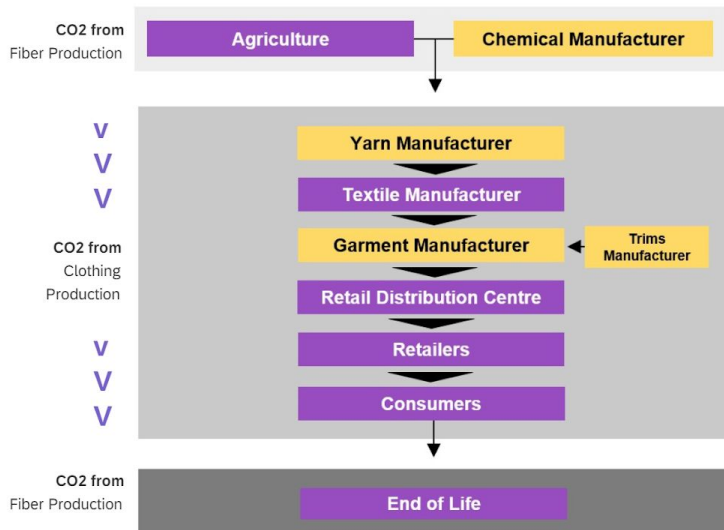 CO2 from
Fiber Production
Agriculture
Chemical Manufacturer
V
V
V
Yarn Manufacturer
Textile Manufacturer
Garment Manufacturer
Trims
Manufacturer
CO2 from
Clothing
Production
Retail Distribution Centre
V
V
V
Retailers
Consumers
CO2 from
Fiber Production
End of Life